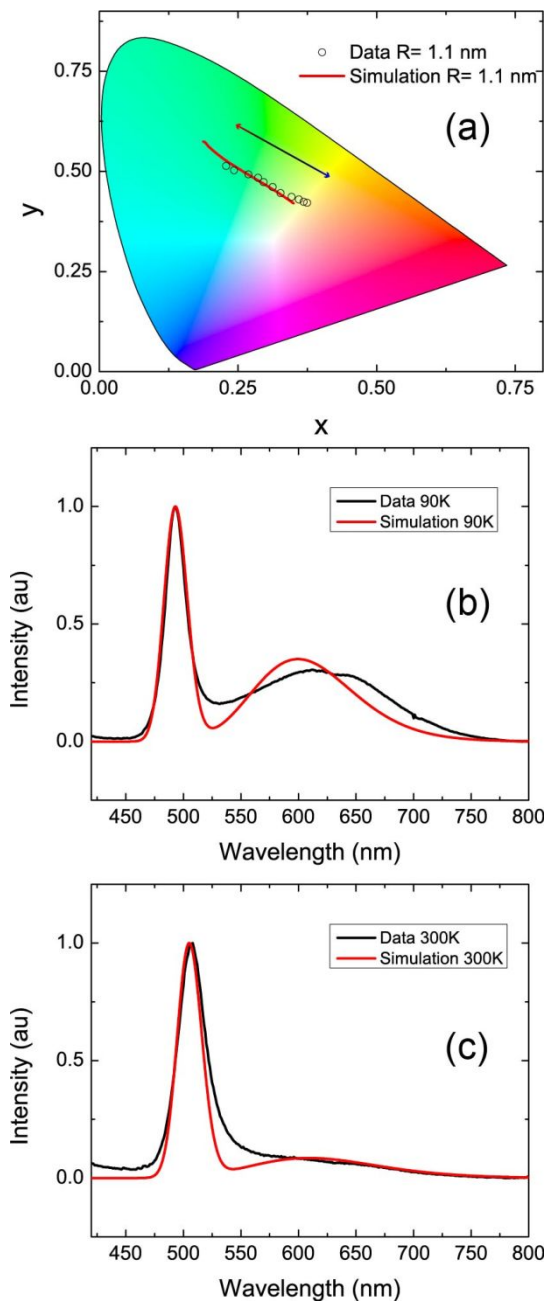 Data R= 1.1 nm
Simulation R= 1.1 nm
(a)
0.75
0.50
0.25
0.00
y
0.00 0.25 0.50 0.75
x
Data 90K
Simulation 90K
(b)
1.0
0.5
0.0
Intensity (au)
450 500 550 600 650 700 750 800
Wavelength (nm)
Data 300K
Simulation 300K
(c)
1.0
0.5
0.0
Intensity (au)
450 500 550 600 650 700 750 800
Wavelength (nm)